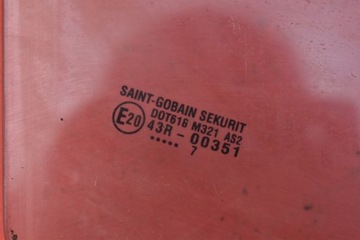 SAINT-GOBAIN SEKURIT
DOT616 M321 AS2
E20 43R - 00351
..... 7